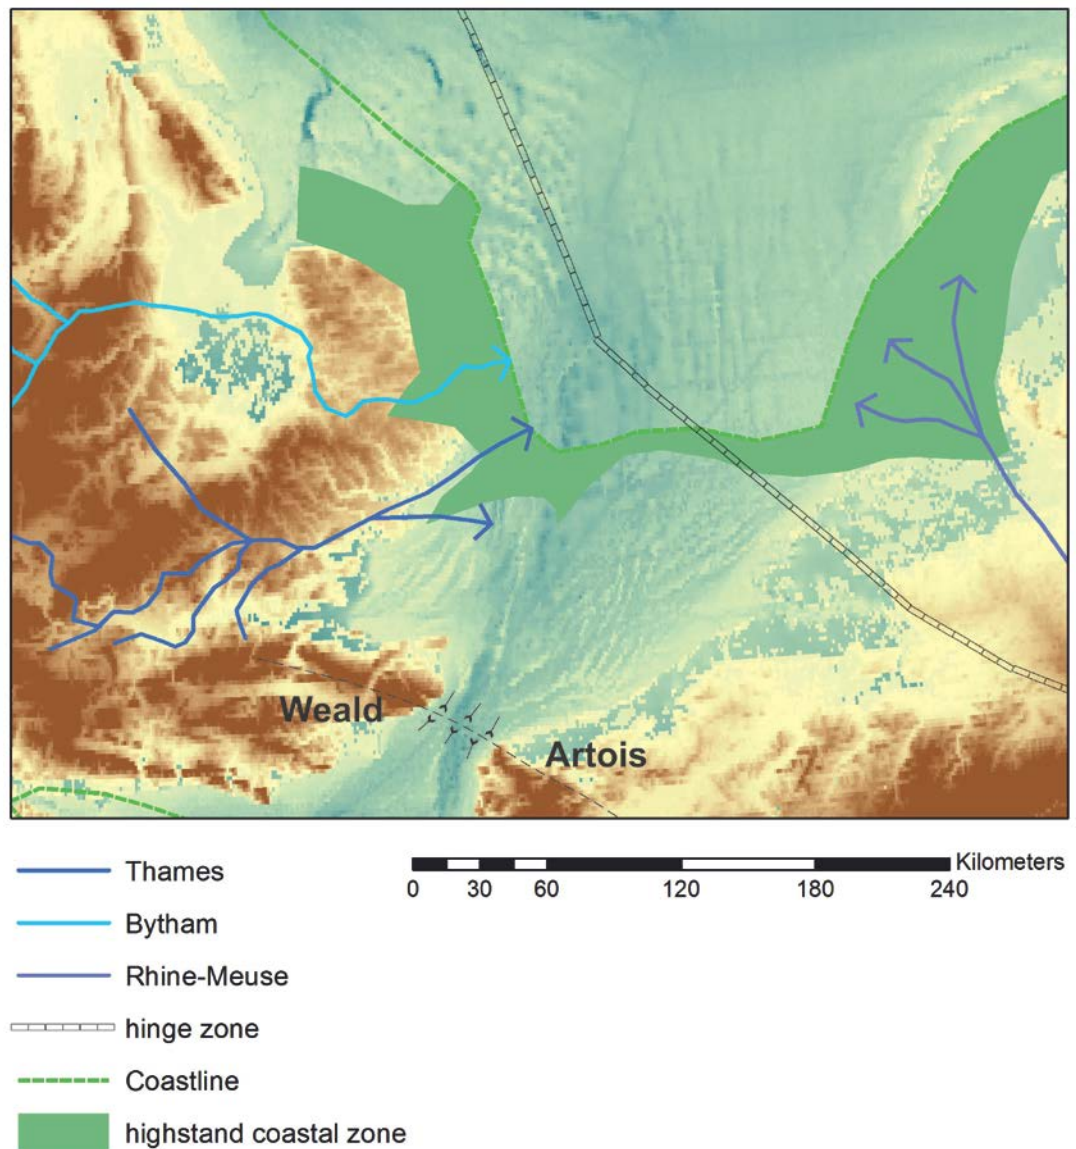 Weald
Artois
Thames
Bytham
Rhine-Meuse
hinge zone
Coastline
highstand coastal zone
Kilometers
0 30 60 120 180 240